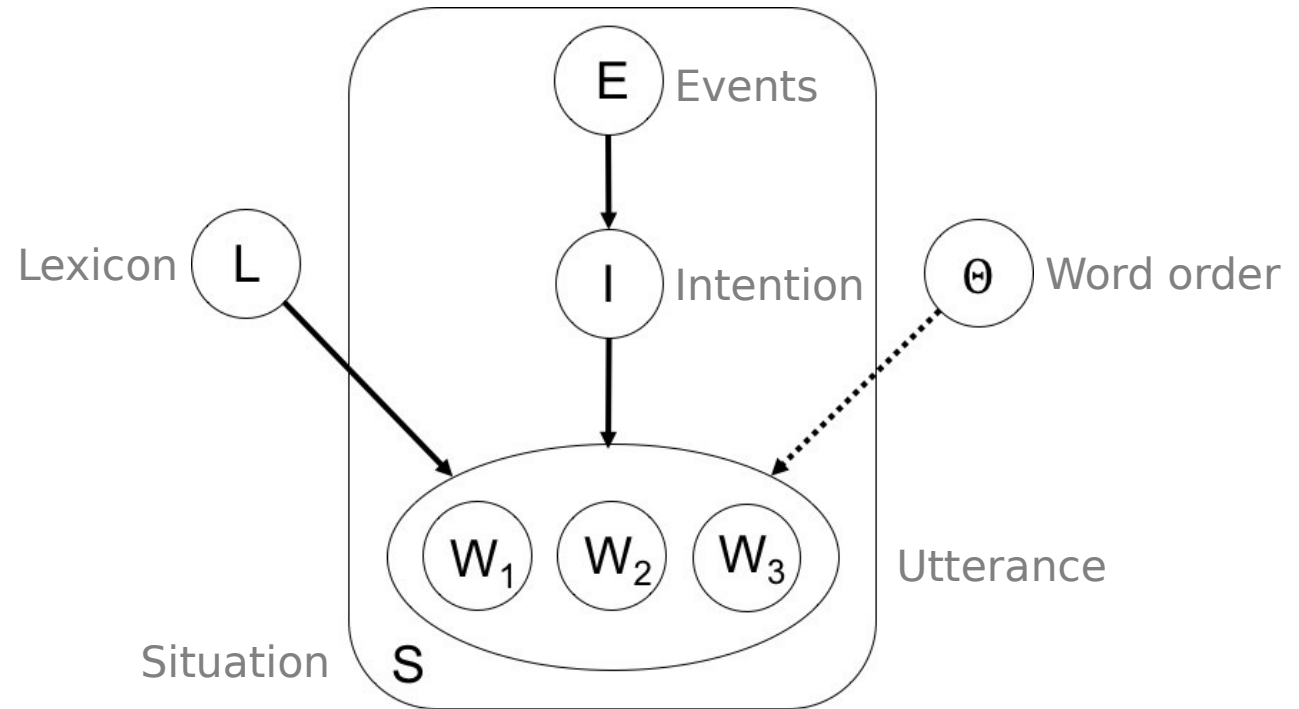 E Events
Lexicon L
I Intention
Θ Word order
W₁ W₂ W₃
Utterance
Situation S